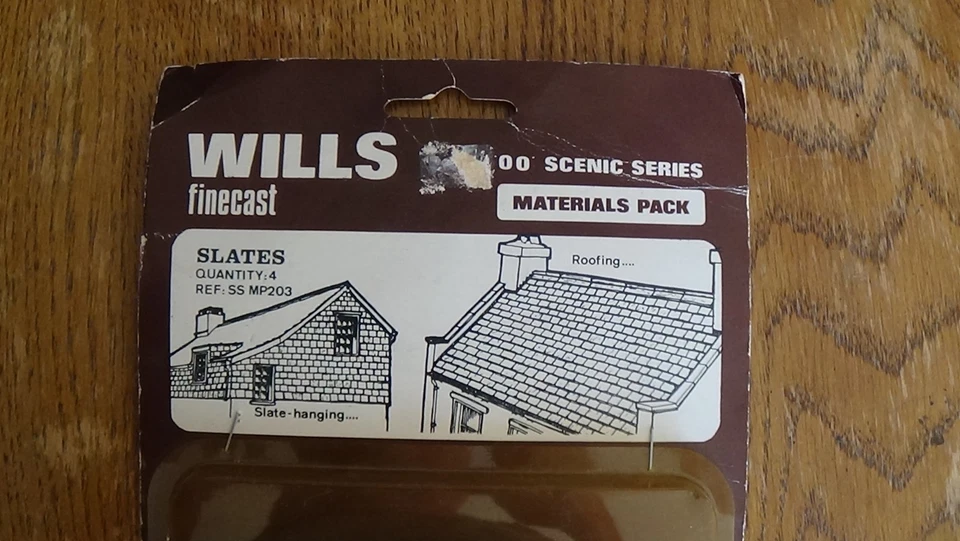 WILLS
finecast
'00' SCENIC SERIES
MATERIALS PACK
SLATES
QUANTITY: 4
REF: SS MP203
Roofing....
Slate-hanging....